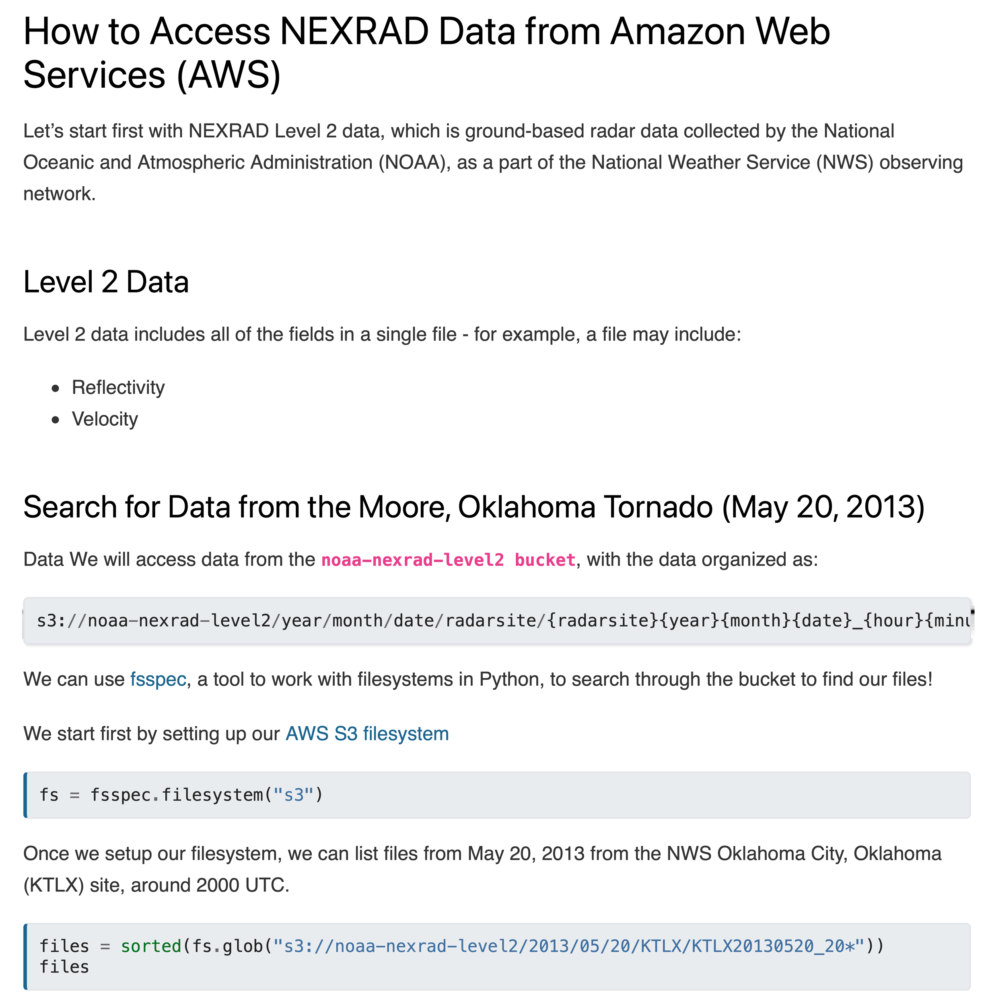 How to Access NEXRAD Data from Amazon Web
Services (AWS)
Let’s start first with NEXRAD Level 2 data, which is ground-based radar data collected by the National
Oceanic and Atmospheric Administration (NOAA), as a part of the National Weather Service (NWS) observing
network.
Level 2 Data
Level 2 data includes all of the fields in a single file - for example, a file may include:
• Reflectivity
• Velocity
Search for Data from the Moore, Oklahoma Tornado (May 20, 2013)
Data We will access data from the noaa-nexrad-level2 bucket, with the data organized as:
s3://noaa-nexrad-level2/year/month/date/radarsite/{radarsite}{year}{month}{date}_{hour}{minu
We can use fsspec, a tool to work with filesystems in Python, to search through the bucket to find our files!
We start first by setting up our AWS S3 filesystem
fs = fsspec.filesystem("s3")
Once we setup our filesystem, we can list files from May 20, 2013 from the NWS Oklahoma City, Oklahoma
(KTLX) site, around 2000 UTC.
files = sorted(fs.glob("s3://noaa-nexrad-level2/2013/05/20/KTLX/KTLX20130520_20*"))
files